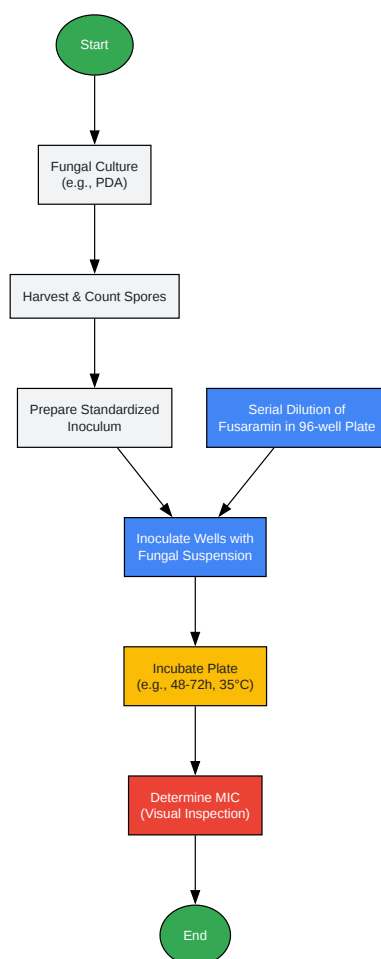 Start
Fungal Culture
(e.g., PDA)
Harvest & Count Spores
Prepare Standardized
Inoculum
Serial Dilution of
Fusaramin in 96-well Plate
Inoculate Wells with
Fungal Suspension
Incubate Plate
(e.g., 48-72h, 35°C)
Determine MIC
(Visual Inspection)
End